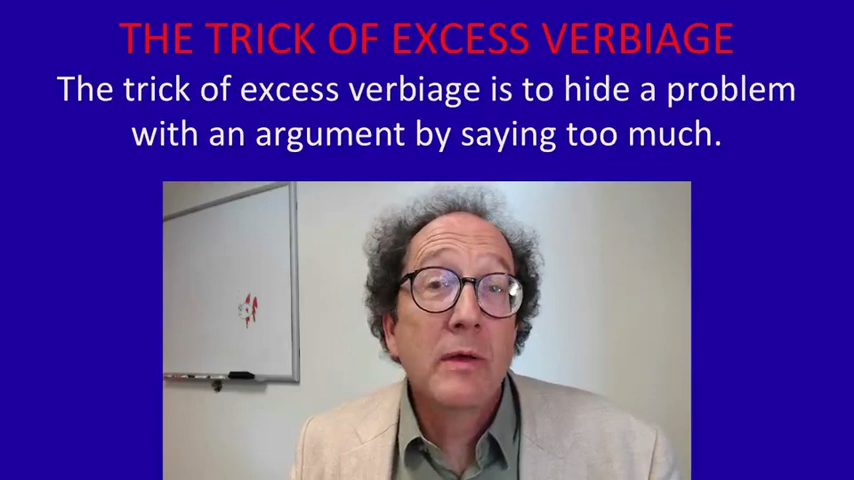 THE TRICK OF EXCESS VERBIAGE
The trick of excess verbiage is to hide a problem
with an argument by saying too much.